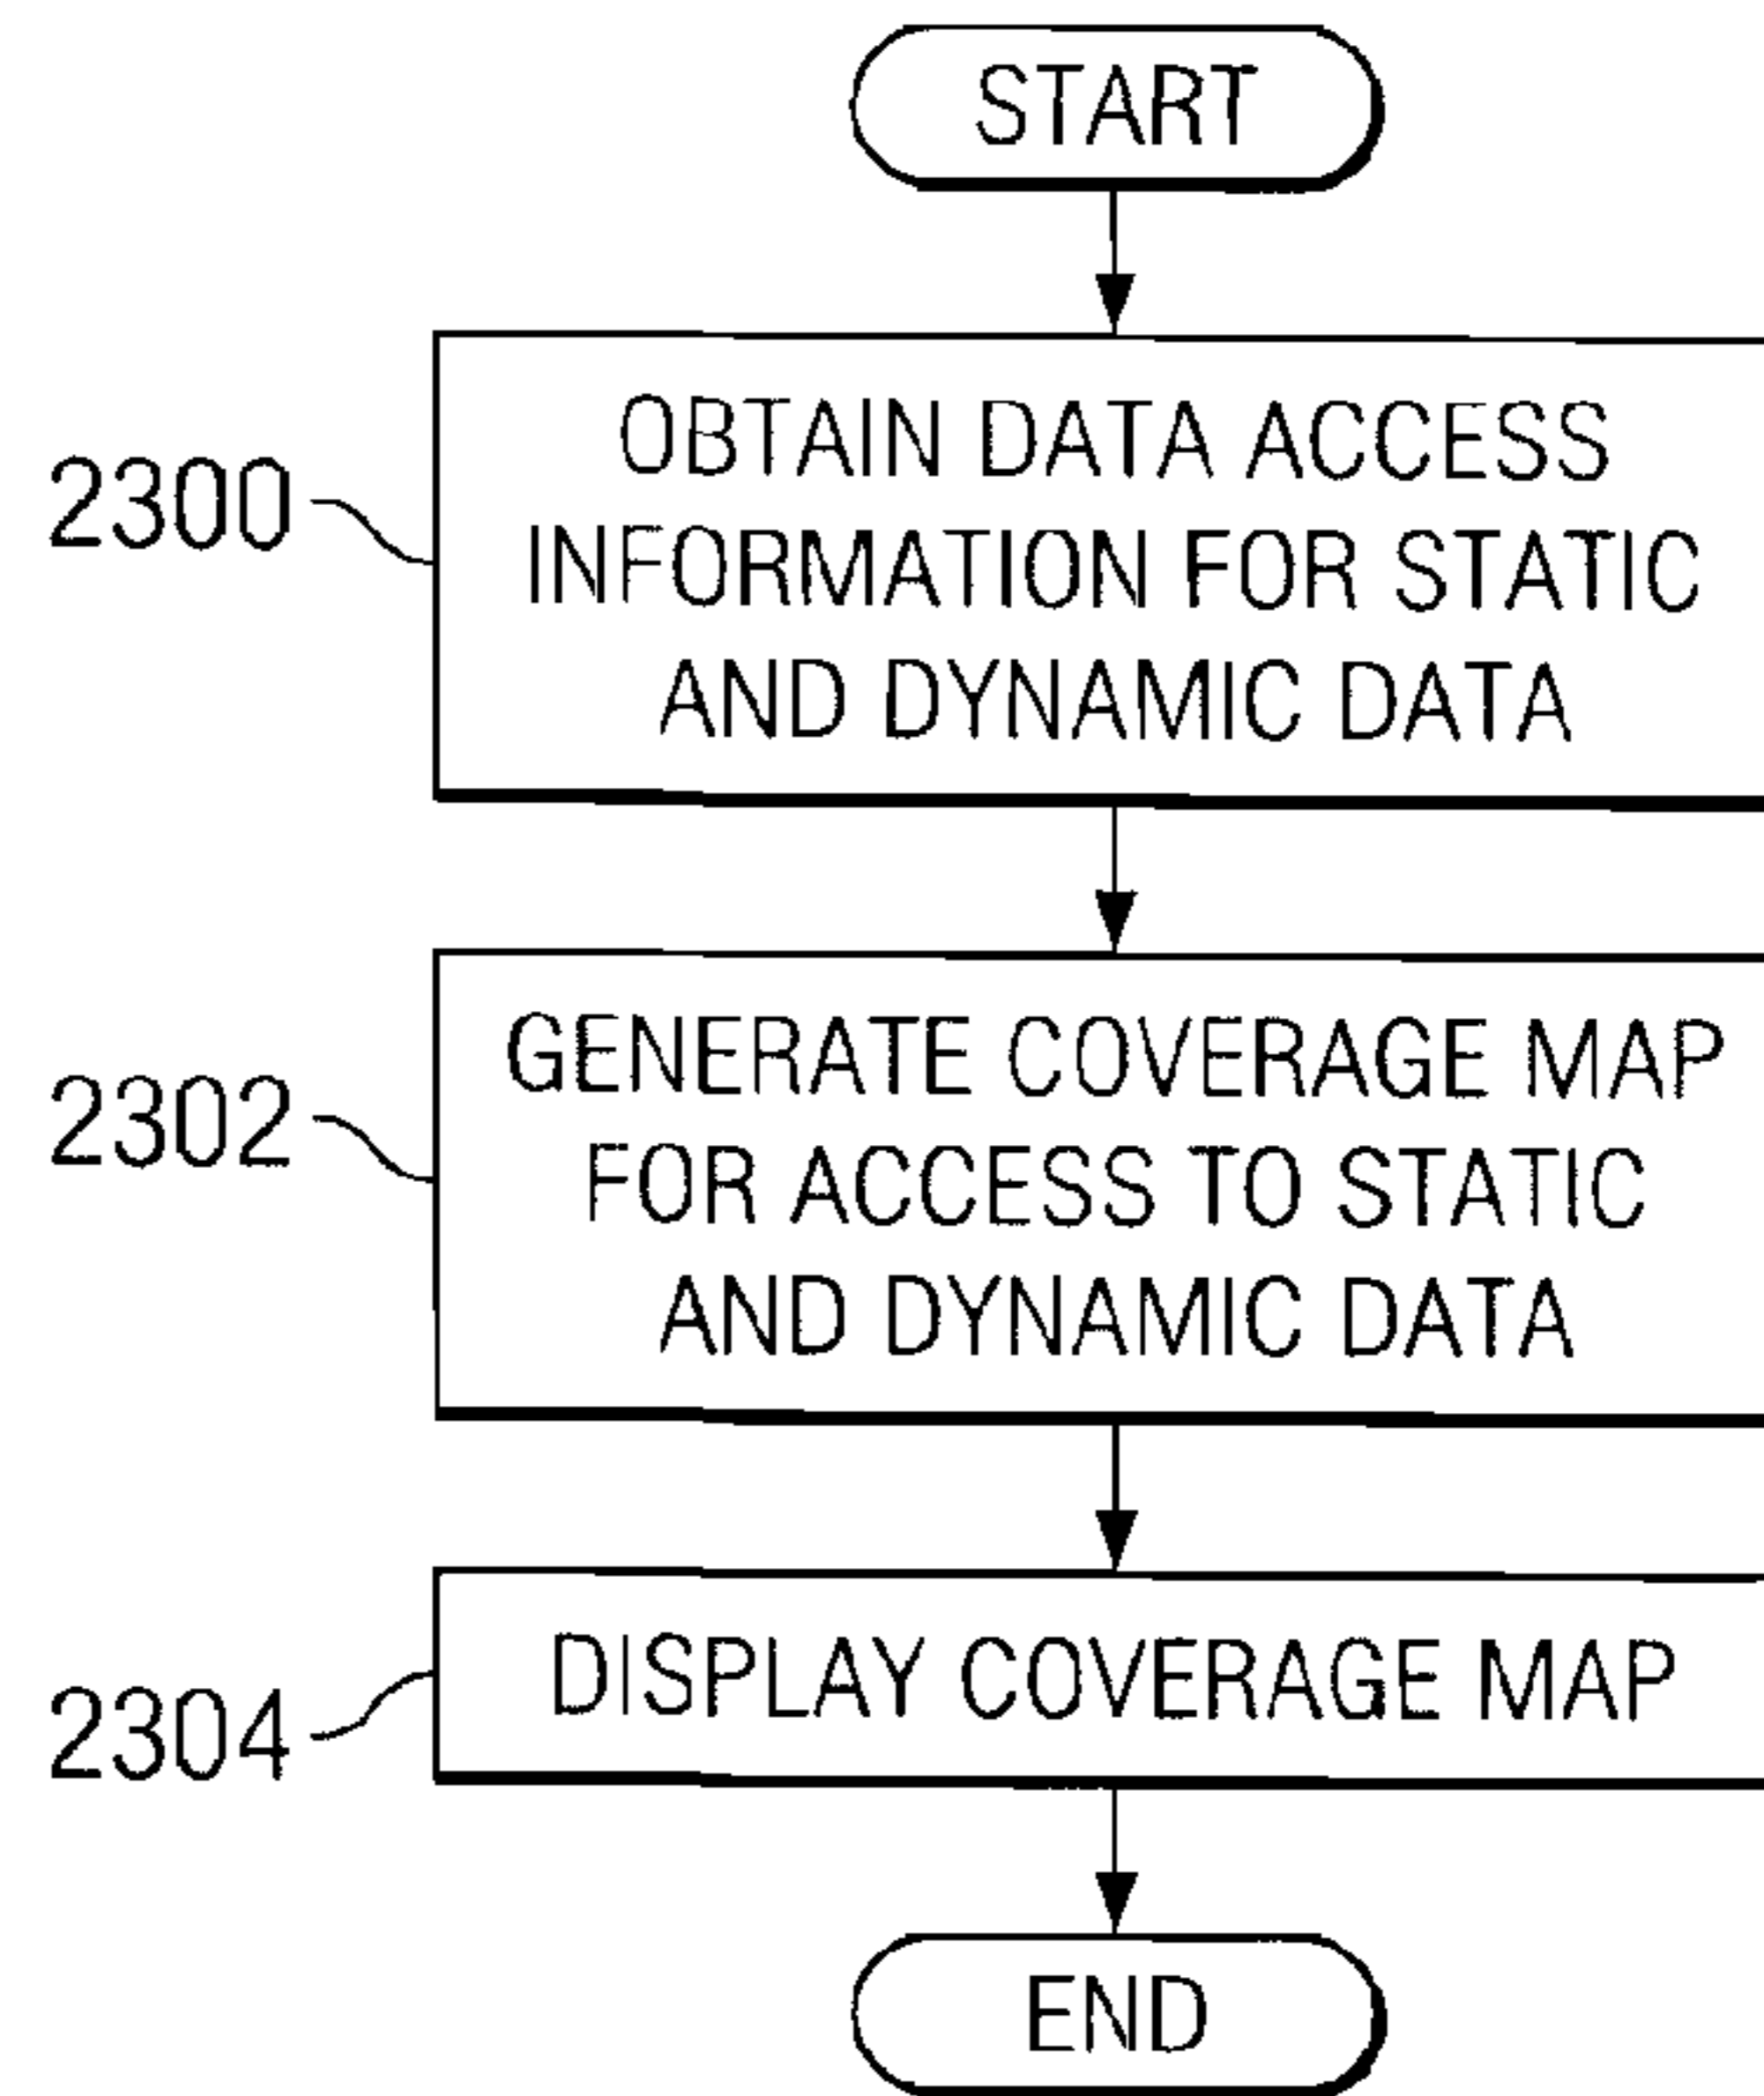 START
2300
OBTAIN DATA ACCESS
INFORMATION FOR STATIC
AND DYNAMIC DATA
2302
GENERATE COVERAGE MAP
FOR ACCESS TO STATIC
AND DYNAMIC DATA
2304
DISPLAY COVERAGE MAP
END